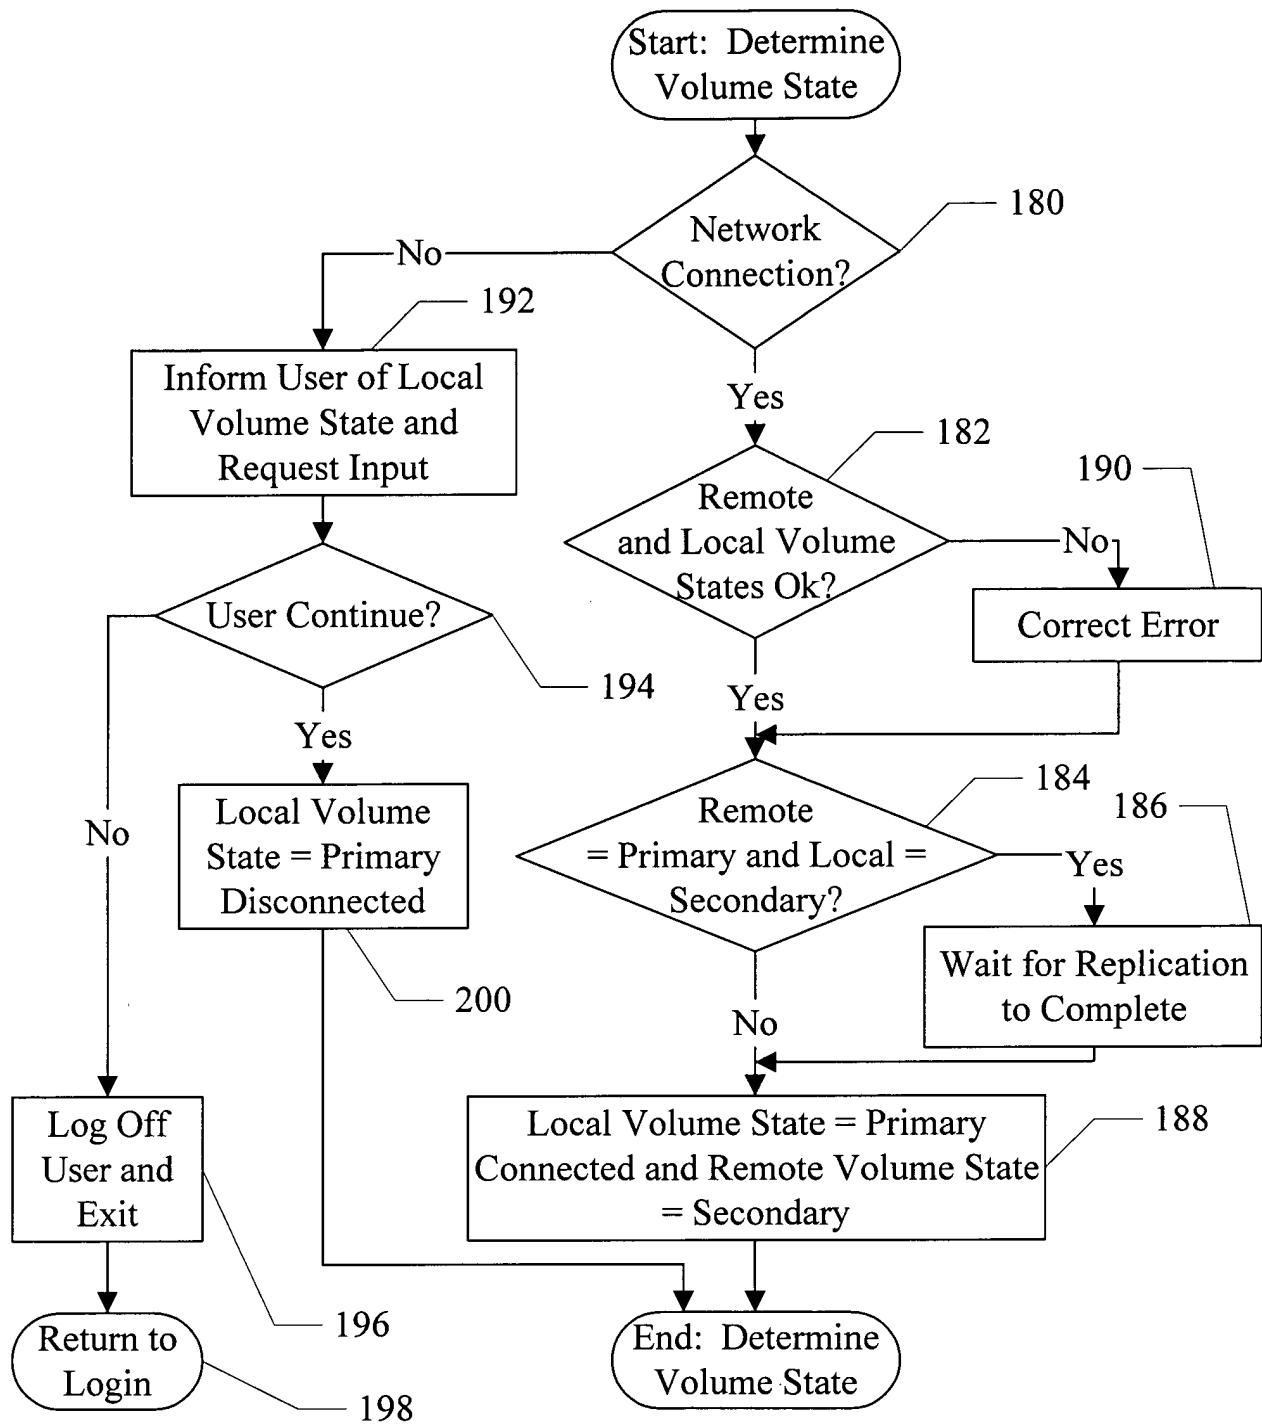 Start: Determine
Volume State
Network
Connection?
180
No
192
Inform User of Local
Volume State and
Request Input
Yes
182
Remote
and Local Volume
States Ok?
190
No
Correct Error
User Continue?
194
Yes
Yes
No
Local Volume
State = Primary
Disconnected
200
Remote
= Primary and Local =
Secondary?
184
186
Yes
Wait for Replication
to Complete
No
Log Off
User and
Exit
Local Volume State = Primary
Connected and Remote Volume State
= Secondary
188
196
Return to
Login
198
End: Determine
Volume State